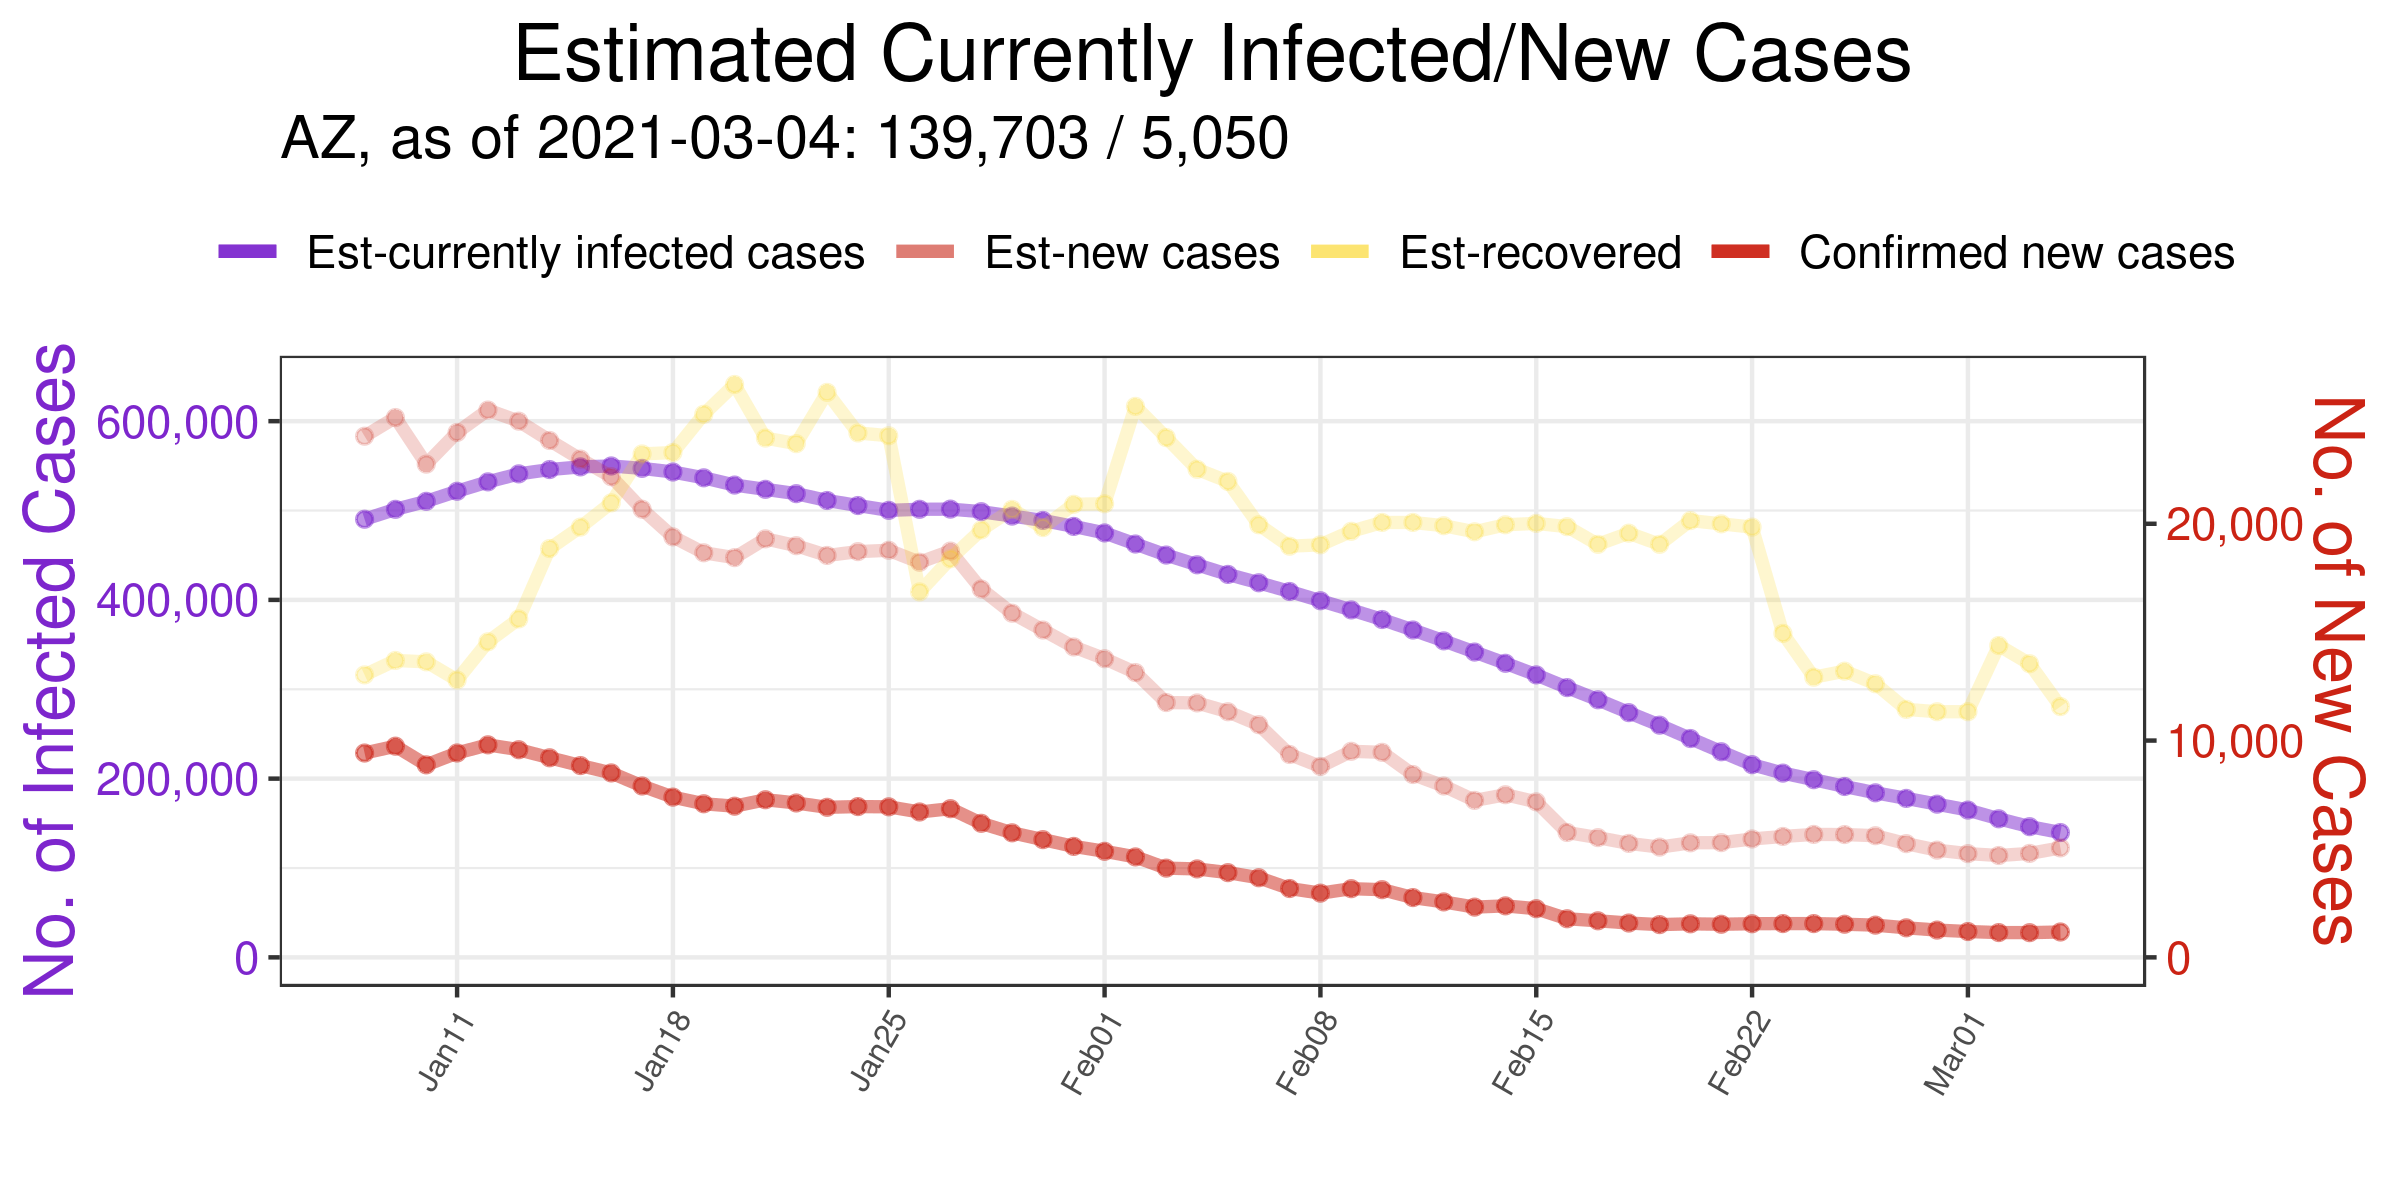 Estimated Currently Infected/New Cases
AZ, as of 2021-03-04: 139,703 / 5,050
Est-currently infected cases Est-new cases Est-recovered Confirmed new cases
No. of Infected Cases
600,000
400,000
200,000
0
20,000
10,000
0
No. of New Cases
Jan11 Jan18 Jan25 Feb01 Feb08 Feb15 Feb22 Mar01